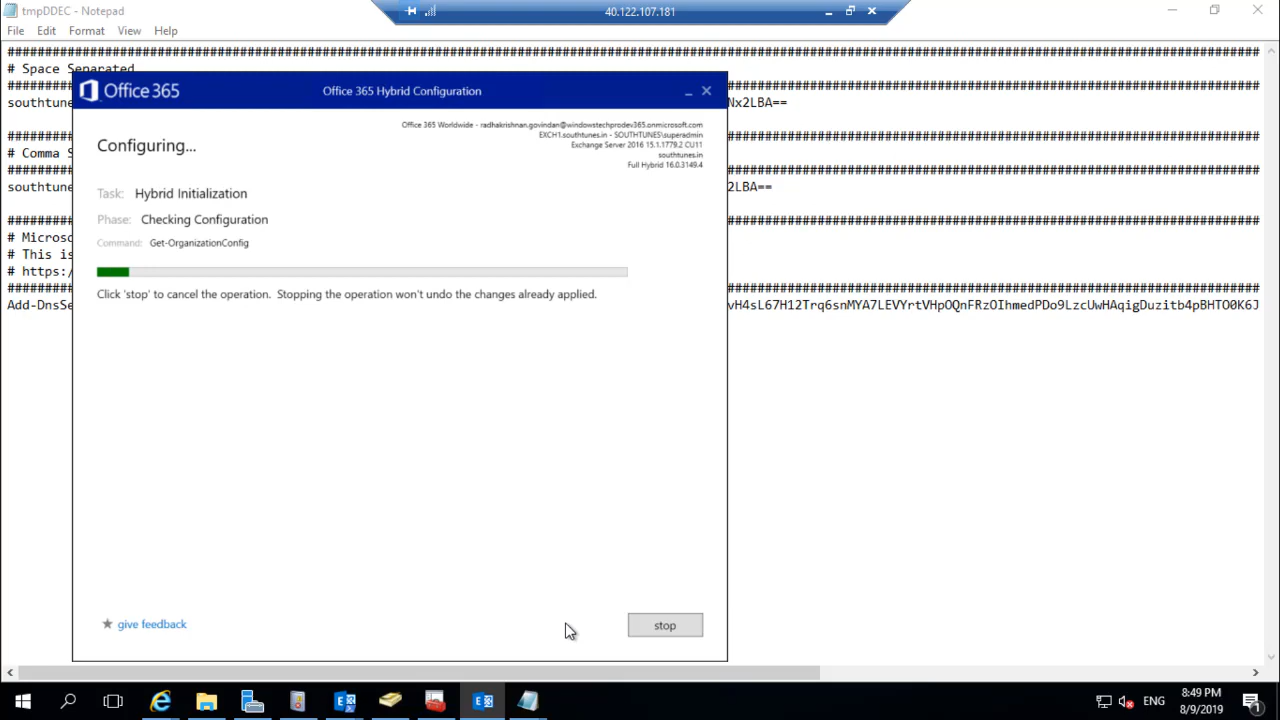 tmpDDEC - Notepad
40.122.107.181
File Edit Format View Help
# Space Separated
southtune
Nx2LBA==
# Comma S
southtune
2LBA==
# Microso
# This is
# https:/
Add-DnsSe
vH4sL67H12Trq6snMYA7LEVYrtVHpOQnFRzOIhmedPDo9LzcUwHAqigDuzitb4pBHTO0K6J
Office 365
Office 365 Hybrid Configuration
Office 365 Worldwide - radhakrishnan.govindan@windowstechprodev365.onmicrosoft.com
EXCH1.southtunes.in - SOUTHTUNES\superadmin
Exchange Server 2016 15.1.1779.2 CU11
southtunes.in
Full Hybrid 16.0.3149.4
Configuring...
Task: Hybrid Initialization
Phase: Checking Configuration
Command: Get-OrganizationConfig
Click 'stop' to cancel the operation. Stopping the operation won't undo the changes already applied.
give feedback
stop
ENG
8:49 PM
8/9/2019
1